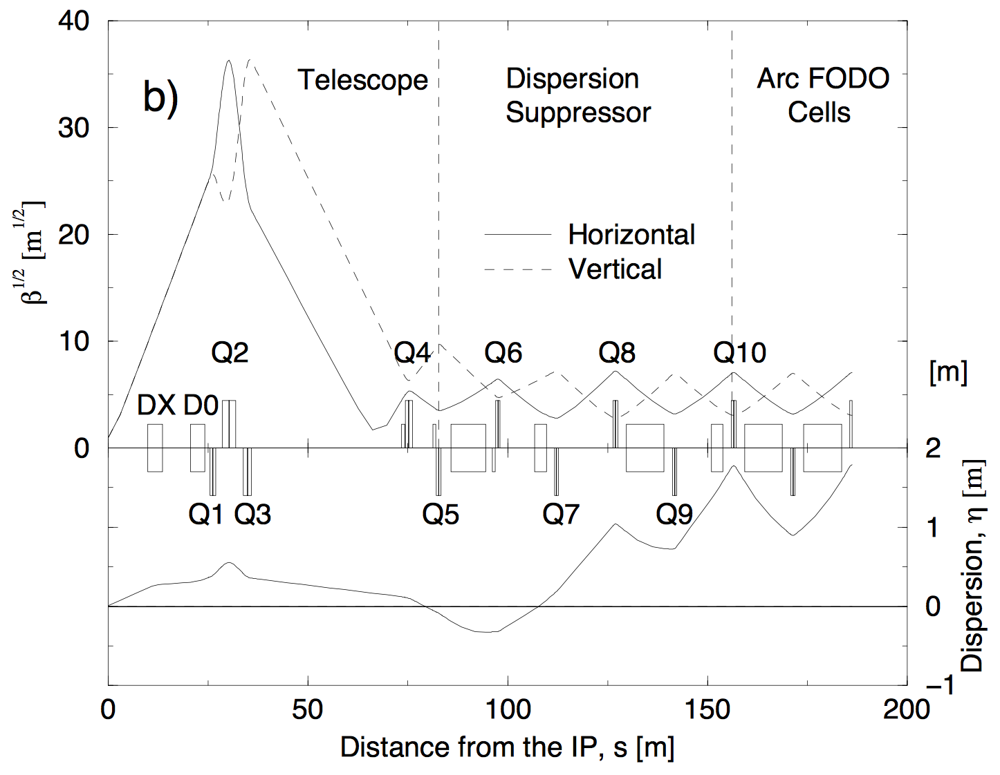 40
30
20
10
0
β^1/2 [m^1/2]
b)
Telescope
Dispersion
Suppressor
Arc FODO
Cells
Horizontal
Vertical
Q2
Q4
Q6
Q8
Q10
[m]
DX D0
Q1 Q3
Q5
Q7
Q9
2
1
0
−1
Dispersion, η [m]
0 50 100 150 200
Distance from the IP, s [m]